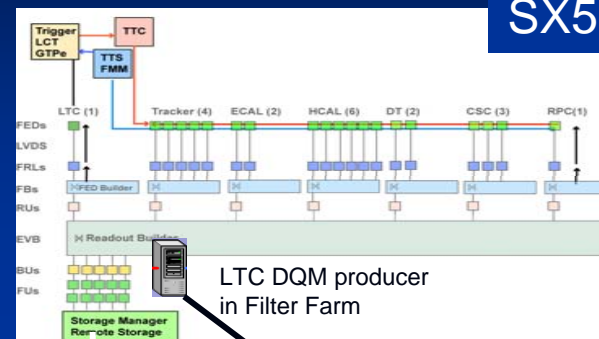 SX5
Trigger
LCT
GTPe
TTC
TTS
FMM
LTC (1) Tracker (4) ECAL (2) HCAL (6) DT (2) CSC (3) RPC(1)
FEDs
LVDS
FRLs
FBs FED Builder
RUs
EVB Readout Builder
BUs
FUs
LTC DQM producer
in Filter Farm
Storage Manager
Remote Storage